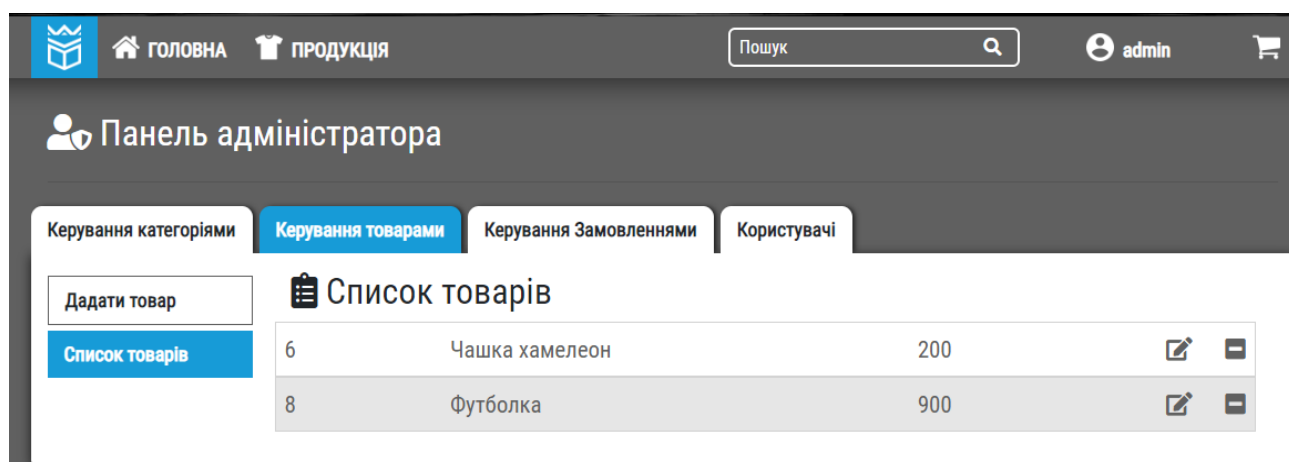 ГОЛОВНА ПРОДУКЦІЯ Пошук admin
Панель адміністратора
Керування категоріями Керування товарами Керування Замовленнями Користувачі
Дадати товар
Список товарів
Список товарів
6 Чашка хамелеон 200
8 Футболка 900